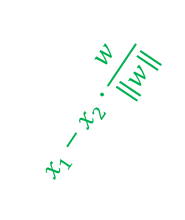 x₁ − x₂ · w / ‖w‖